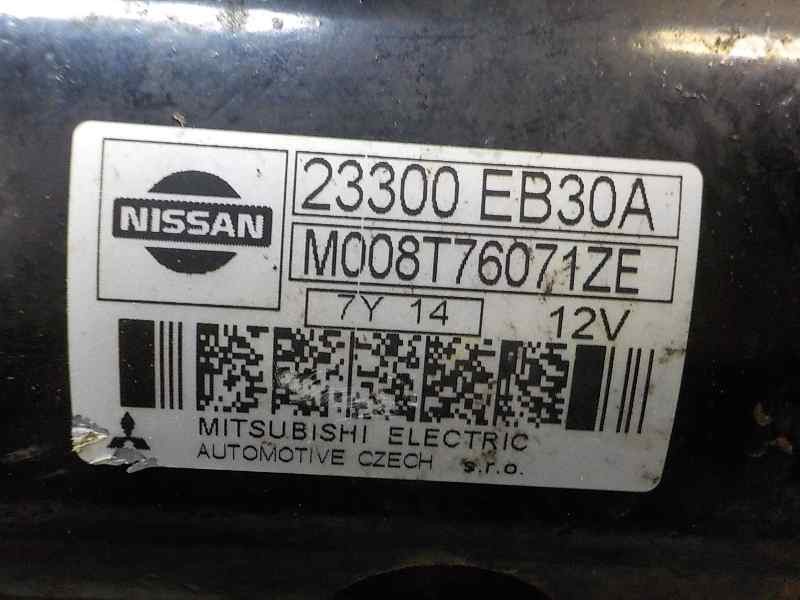 NISSAN
23300 EB30A
M008T76071ZE
7Y 14
12V
MITSUBISHI ELECTRIC
AUTOMOTIVE CZECH s.r.o.